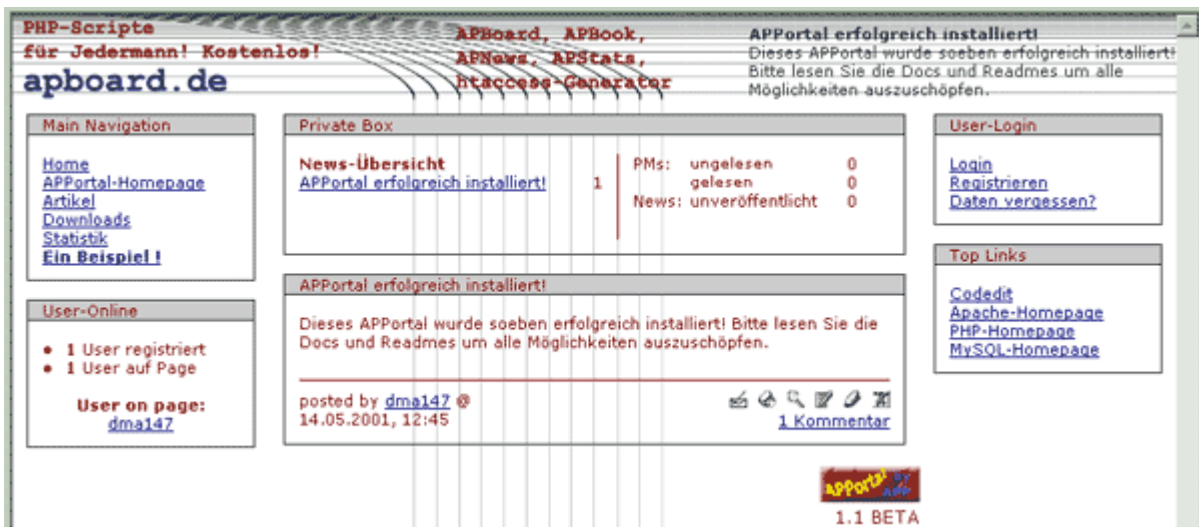 PHP-Scripte
für Jedermann! Kostenlos!
apboard.de
APBoard, APBook,
APNews, APStats,
htaccess-Generator
APPortal erfolgreich installiert!
Dieses APPortal wurde soeben erfolgreich installiert!
Bitte lesen Sie die Docs und Readmes um alle
Möglichkeiten auszuschöpfen.
Main Navigation
Home
APPortal-Homepage
Artikel
Downloads
Statistik
Ein Beispiel !
User-Online
1 User registriert
1 User auf Page
User on page:
dma147
Private Box
News-Übersicht
APPortal erfolgreich installiert! 1
PMs: ungelesen 0
gelesen 0
News: unveröffentlicht 0
APPortal erfolgreich installiert!
Dieses APPortal wurde soeben erfolgreich installiert! Bitte lesen Sie die
Docs und Readmes um alle Möglichkeiten auszuschöpfen.
posted by dma147 @
14.05.2001, 12:45
1 Kommentar
User-Login
Login
Registrieren
Daten vergessen?
Top Links
Codedit
Apache-Homepage
PHP-Homepage
MySQL-Homepage
APPortal by
1.1 BETA